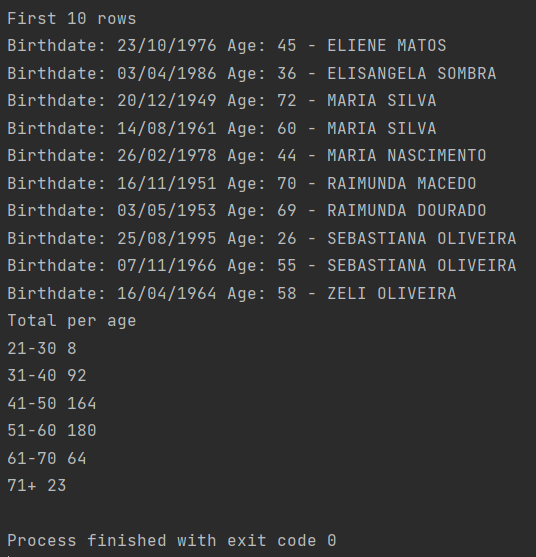 First 10 rows
Birthdate: 23/10/1976 Age: 45 - ELIENE MATOS
Birthdate: 03/04/1986 Age: 36 - ELISANGELA SOMBRA
Birthdate: 20/12/1949 Age: 72 - MARIA SILVA
Birthdate: 14/08/1961 Age: 60 - MARIA SILVA
Birthdate: 26/02/1978 Age: 44 - MARIA NASCIMENTO
Birthdate: 16/11/1951 Age: 70 - RAIMUNDA MACEDO
Birthdate: 03/05/1953 Age: 69 - RAIMUNDA DOURADO
Birthdate: 25/08/1995 Age: 26 - SEBASTIANA OLIVEIRA
Birthdate: 07/11/1966 Age: 55 - SEBASTIANA OLIVEIRA
Birthdate: 16/04/1964 Age: 58 - ZELI OLIVEIRA
Total per age
21-30 8
31-40 92
41-50 164
51-60 180
61-70 64
71+ 23
Process finished with exit code 0